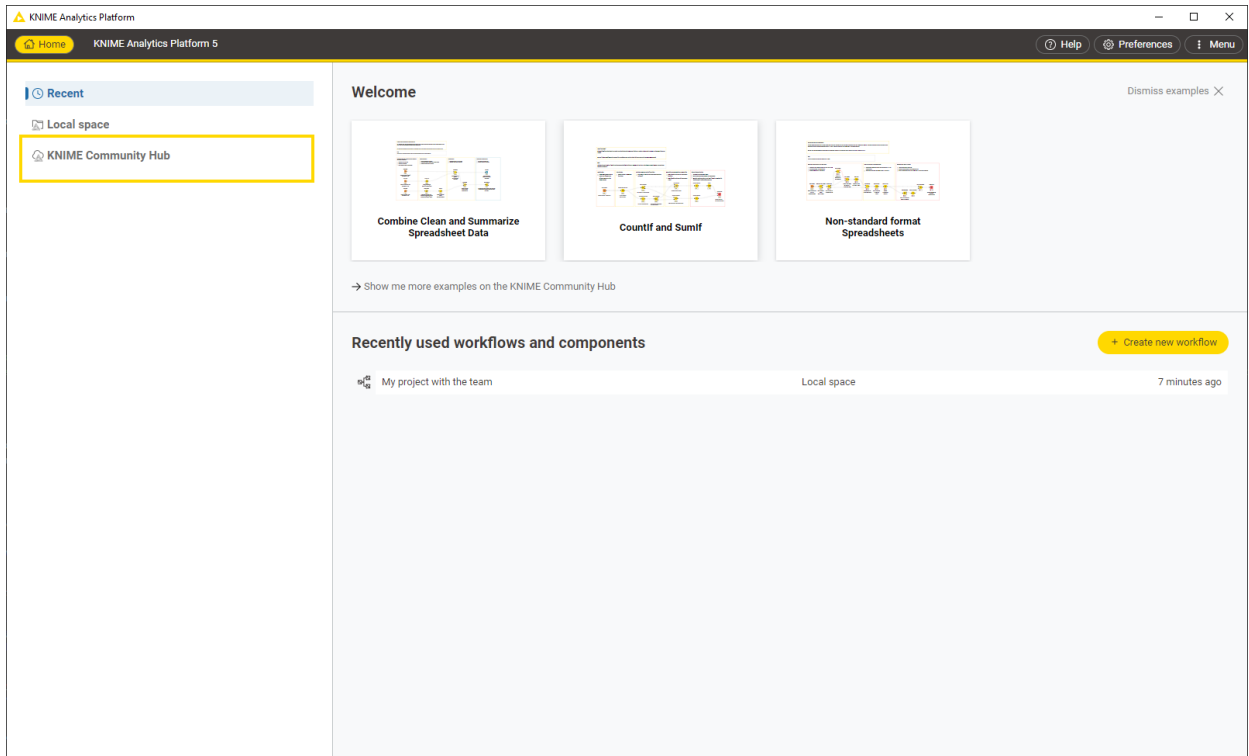 KNIME Analytics Platform
Home
KNIME Analytics Platform 5
Help
Preferences
Menu
Recent
Local space
KNIME Community Hub
Welcome
Dismiss examples
Combine Clean and Summarize
Spreadsheet Data
CountIf and SumIf
Non-standard format
Spreadsheets
→ Show me more examples on the KNIME Community Hub
Recently used workflows and components
+ Create new workflow
My project with the team
Local space
7 minutes ago